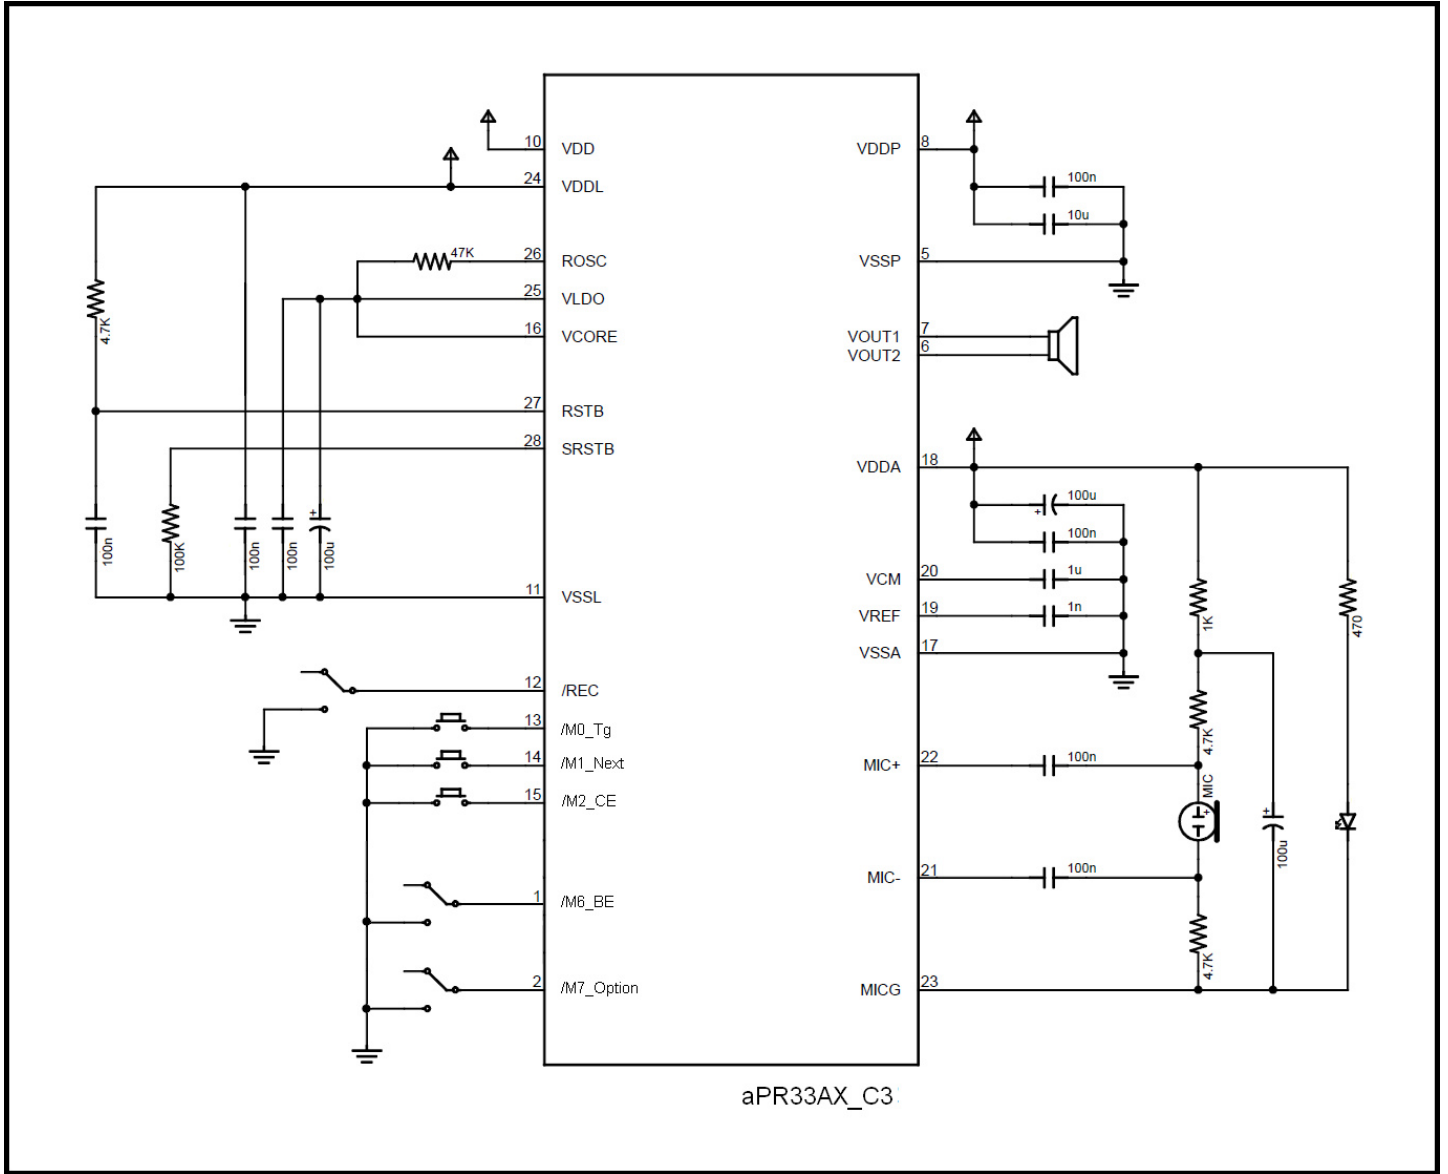 10 VDD
24 VDDL
47K 26 ROSC
25 VLDO
16 VCORE
4.7K
27 RSTB
28 SRSTB
100n
100K
100n
100n
+
100u
11 VSSL
12 /REC
13 /M0_Tg
14 /M1_Next
15 /M2_CE
1 /M6_BE
2 /M7_Option
VDDP 8
100n
10u
VSSP 5
VOUT1 7
VOUT2 6
VDDA 18
+
100u
100n
VCM 20 1u
VREF 19 1n
VSSA 17
1K
470
4.7K
MIC+ 22 100n
MIC
+
+
100u
MIC- 21 100n
4.7K
MICG 23
aPR33AX_C3